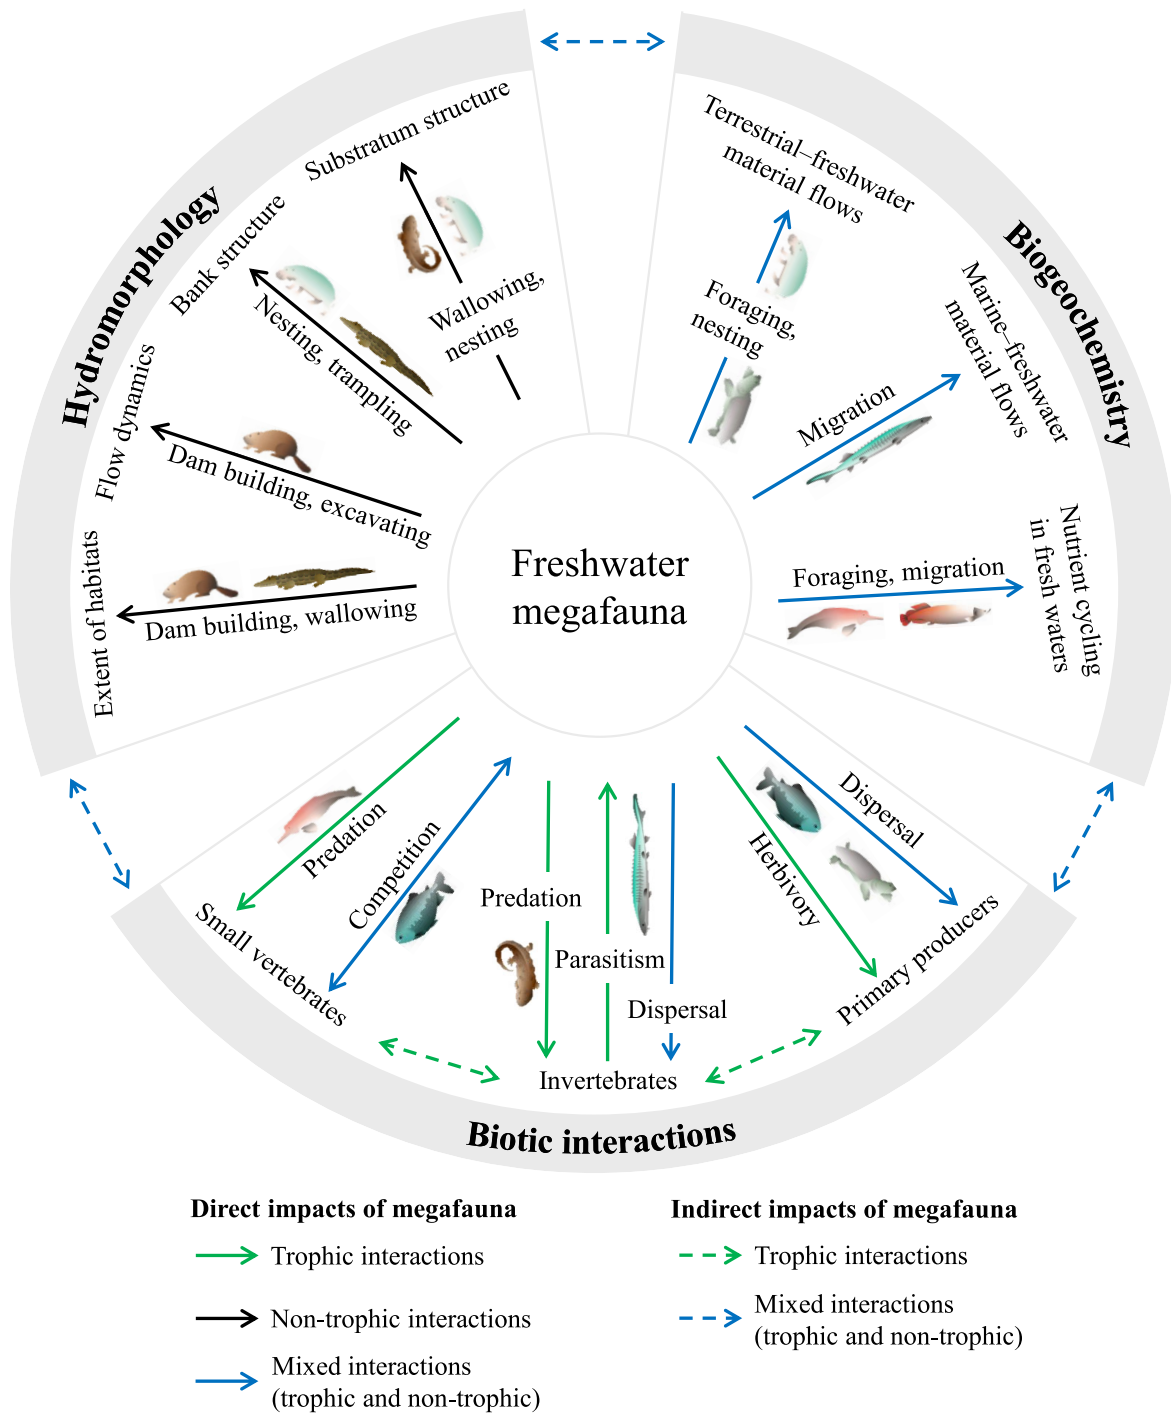 Hydromorphology
Substratum structure
Wallowing,
nesting
Bank structure
Nesting, trampling
Flow dynamics
Dam building, excavating
Extent of habitats
Dam building, wallowing
Biogeochemistry
Terrestrial–freshwater
material flows
Foraging,
nesting
Marine–freshwater
material flows
Migration
Nutrient cycling
in fresh waters
Foraging, migration
Freshwater
megafauna
Predation
Competition
Small vertebrates
Predation
Parasitism
Dispersal
Invertebrates
Herbivory
Dispersal
Primary producers
Biotic interactions
Direct impacts of megafauna
Trophic interactions
Non-trophic interactions
Mixed interactions
(trophic and non-trophic)
Indirect impacts of megafauna
Trophic interactions
Mixed interactions
(trophic and non-trophic)